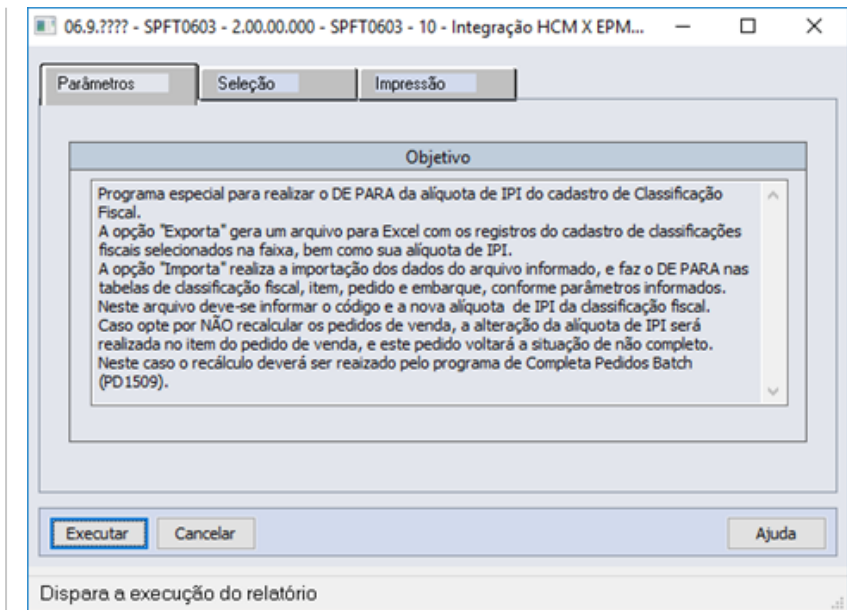 06.9.???? - SPFT0603 - 2.00.00.000 - SPFT0603 - 10 - Integração HCM X EPM...
Parâmetros
Seleção
Impressão
Objetivo
Programa especial para realizar o DE PARA da alíquota de IPI do cadastro de Classificação
Fiscal.
A opção "Exporta" gera um arquivo para Excel com os registros do cadastro de classificações
fiscais selecionados na faixa, bem como sua alíquota de IPI.
A opção "Importa" realiza a importação dos dados do arquivo informado, e faz o DE PARA nas
tabelas de classificação fiscal, item, pedido e embarque, conforme parâmetros informados.
Neste arquivo deve-se informar o código e a nova alíquota  de IPI da classificação fiscal.
Caso opte por NÃO recalcular os pedidos de venda, a alteração da alíquota de IPI será
realizada no item do pedido de venda, e este pedido voltará a situação de não completo.
Neste caso o recálculo deverá ser reaizado pelo programa de Completa Pedidos Batch
(PD1509).
Executar
Cancelar
Ajuda
Dispara a execução do relatório